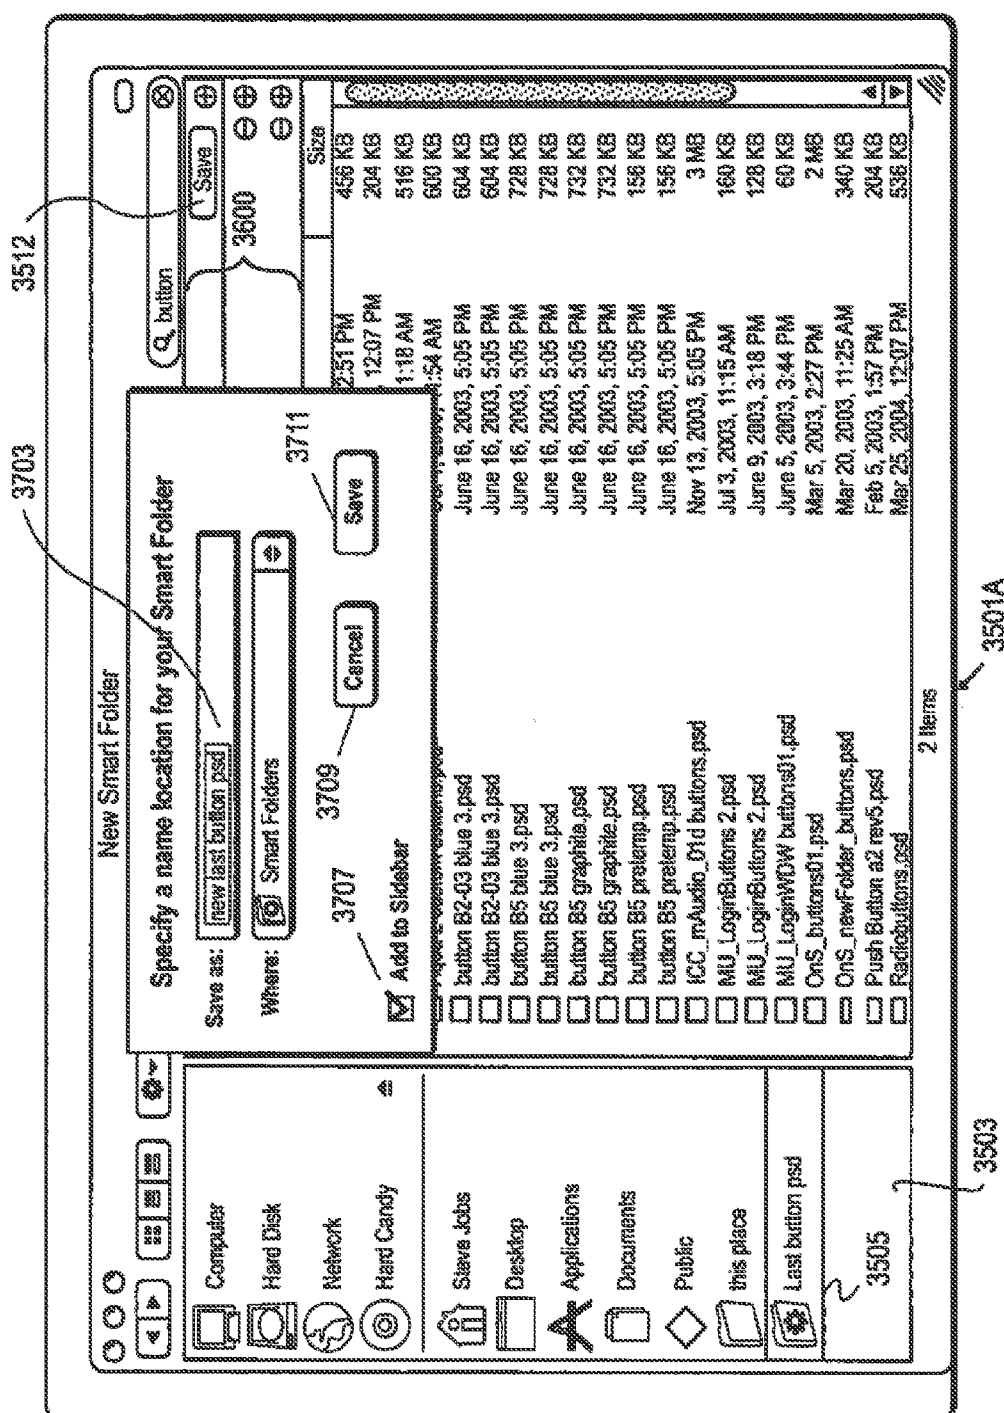 3512
3703
New Smart Folder
button
Save
3600
Size
Specify a name location for your Smart Folder
Save as: new last button psd
Where: Smart Folders
3707
3709
3711
Add to Sidebar
Cancel
Save
Computer
Hard Disk
Network
Hard Candy
Steve Jobs
Desktop
Applications
Documents
Public
this place
Last button psd
3505
3503
2:51 PM 456 KB
12:07 PM 204 KB
1:18 AM 516 KB
1:54 AM 600 KB
button B2-03 blue 3.psd June 16, 2003, 5:05 PM 604 KB
button B2-03 blue 3.psd June 16, 2003, 5:05 PM 604 KB
button B5 blue 3.psd June 16, 2003, 5:05 PM 728 KB
button B5 blue 3.psd June 16, 2003, 5:05 PM 728 KB
button B5 graphite.psd June 16, 2003, 5:05 PM 732 KB
button B5 graphite.psd June 16, 2003, 5:05 PM 732 KB
button B5 pretemp.psd June 16, 2003, 5:05 PM 156 KB
button B5 pretemp.psd June 16, 2003, 5:05 PM 156 KB
ICC_mAudio_01d buttons.psd Nov 13, 2003, 5:05 PM 3 MB
MU_LoginButtons 2.psd Jul 3, 2003, 11:15 AM 160 KB
MU_LoginButtons 2.psd June 9, 2003, 3:18 PM 128 KB
MU_LoginWDW buttons01.psd June 5, 2003, 3:44 PM 60 KB
OnS_buttons01.psd Mar 5, 2003, 2:27 PM 2 MB
OnS_newFolder_buttons.psd Mar 20, 2003, 11:25 AM 340 KB
Push Button a2 rev5.psd Feb 5, 2003, 1:57 PM 204 KB
Radiobuttons.psd Mar 25, 2004, 12:07 PM 536 KB
2 Items
3501A